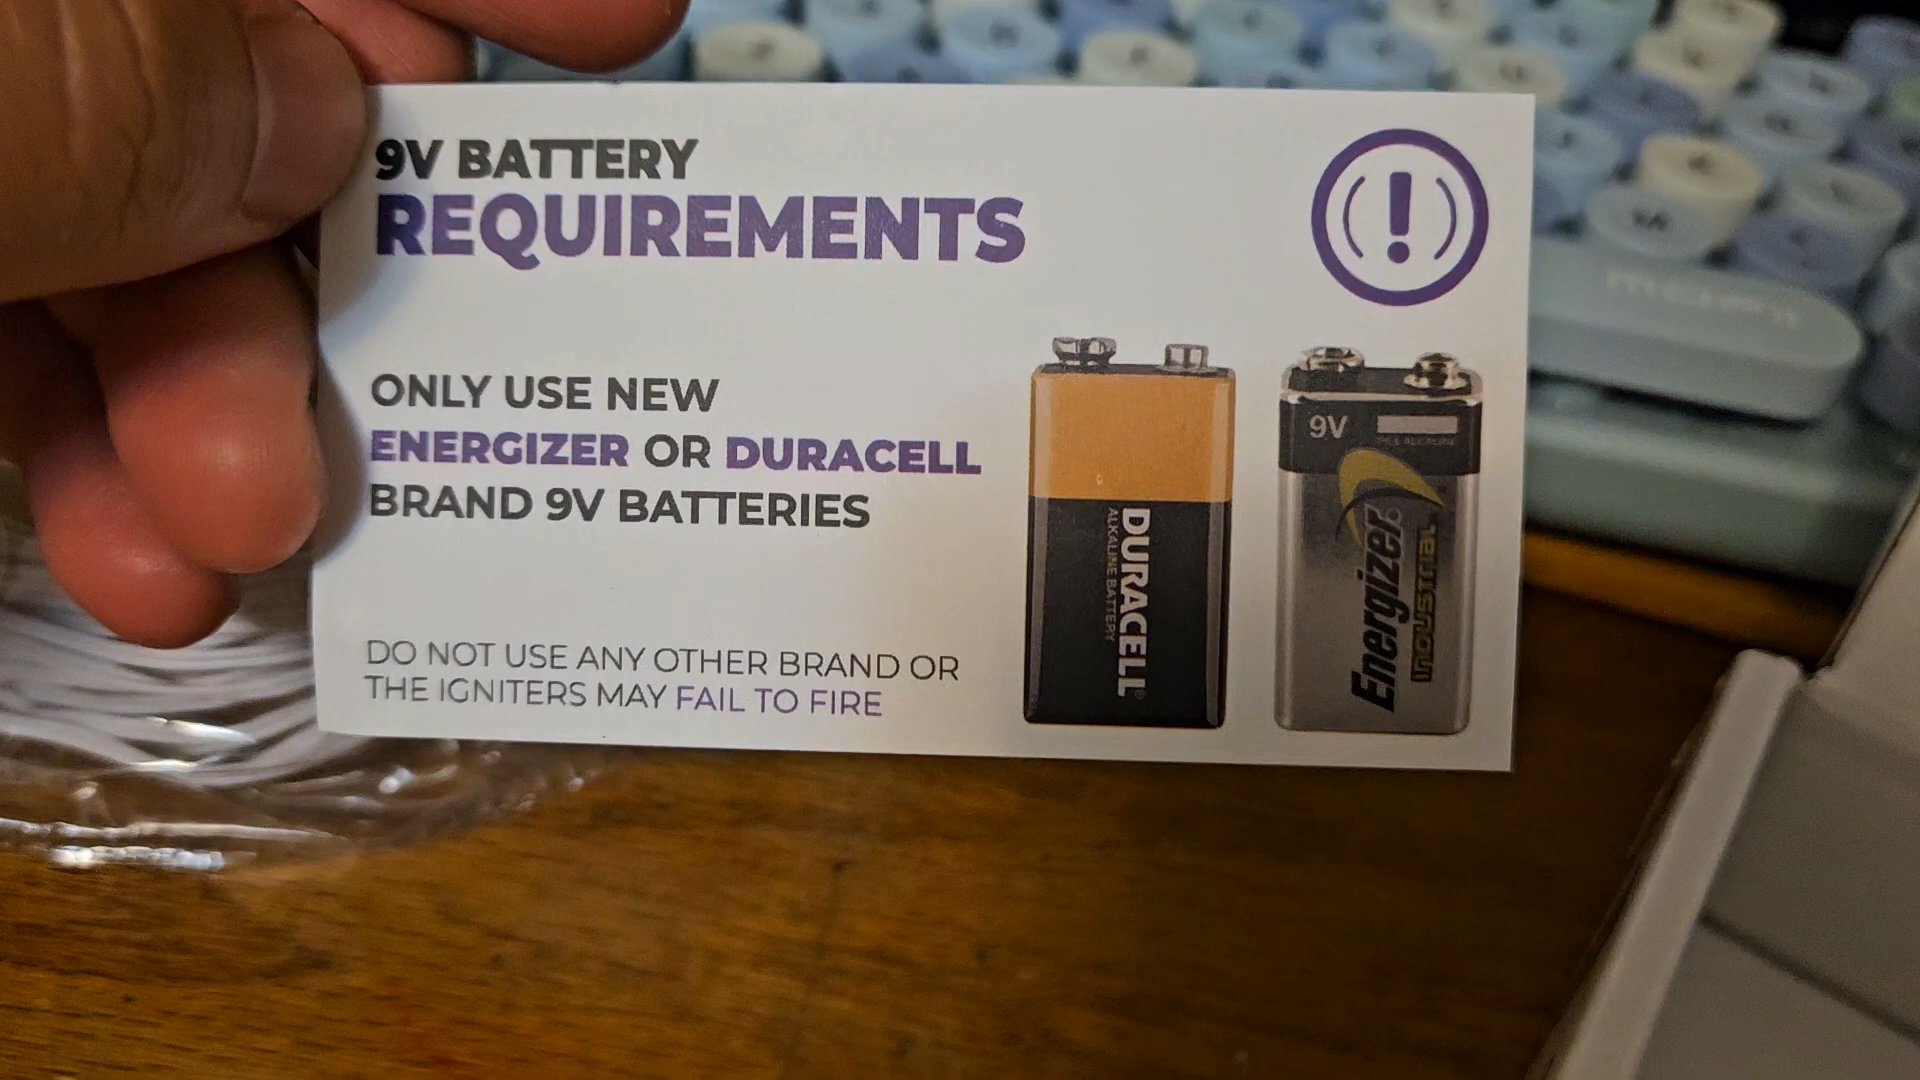 9V BATTERY
REQUIREMENTS
ONLY USE NEW
ENERGIZER OR DURACELL
BRAND 9V BATTERIES
DO NOT USE ANY OTHER BRAND OR
THE IGNITERS MAY FAIL TO FIRE
DURACELL®
ALKALINE BATTERY
9V
Energizer
INDUSTRIAL